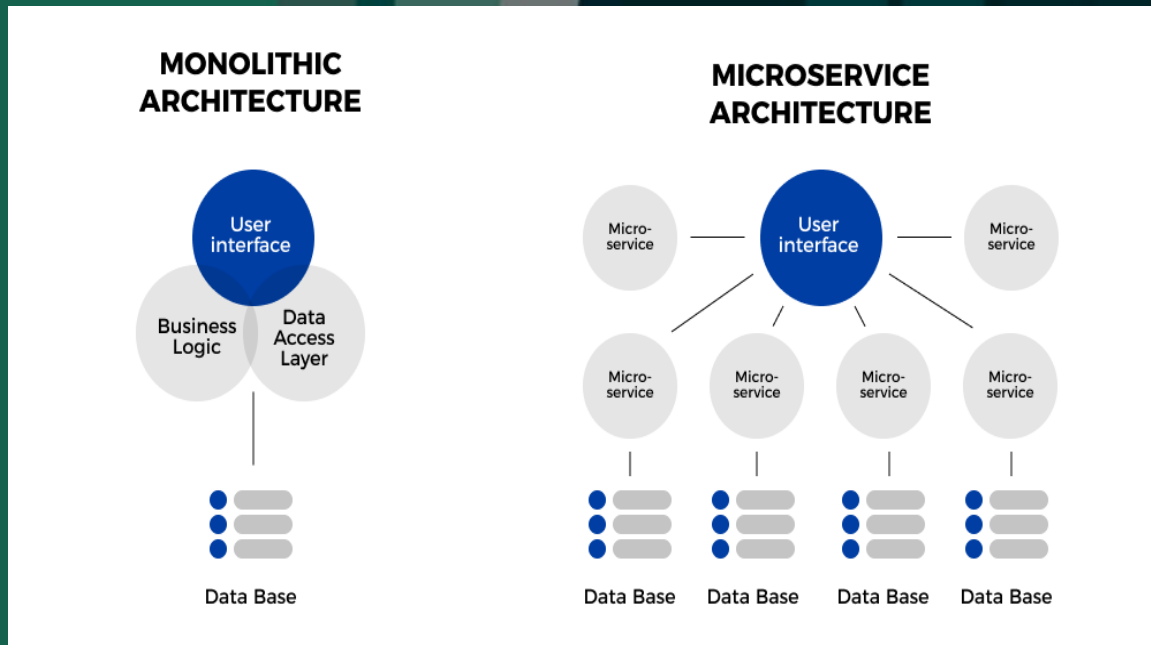 MONOLITHIC
ARCHITECTURE
User
interface
Business
Logic
Data
Access
Layer
Data Base
MICROSERVICE
ARCHITECTURE
Micro-
service
User
interface
Micro-
service
Micro-
service
Micro-
service
Micro-
service
Micro-
service
Data Base
Data Base
Data Base
Data Base